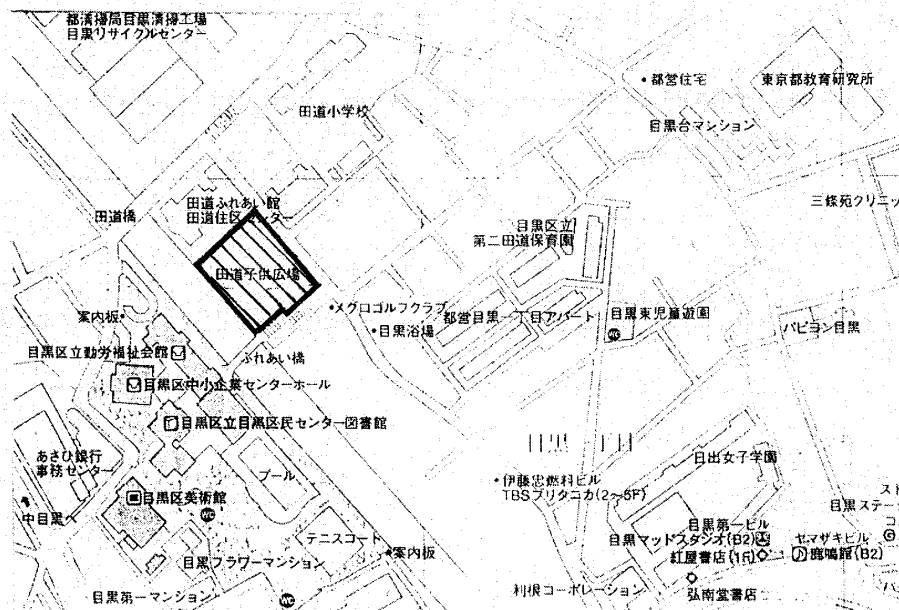 都清掃局目黒清掃工場
目黒リサイクルセンター
田道小学校
都営住宅
東京都教育研究所
目黒台マンション
三條苑クリニッ
田道橋
田道ふれあい館
田道住区センター
目黒区立
第二田道保育園
田道子供広場
案内板
メグロゴルフクラブ
目黒浴場
都営目黒一丁目アパート
目黒東児童遊園
WC
パピヨン目黒
目黒区立勤労福祉会館
ふれあい橋
目黒区中小企業センターホール
目黒区立目黒区民センター図書館
あさひ銀行
事務センター
プール
日出女子学園
伊藤忠燃料ビル
TBSブリタニカ(2～5F)
中目黒へ
目黒区美術館
WC
目黒ステー
目黒第一ビル
目黒マッドスタジオ(B2)
ヤマザキビル
紅屋書店(1F)
鹿鳴館(B2)
テニスコート
案内板
目黒フラワーマンション
利根コーポレーション
弘南堂書店
目黒第一マンション
WC